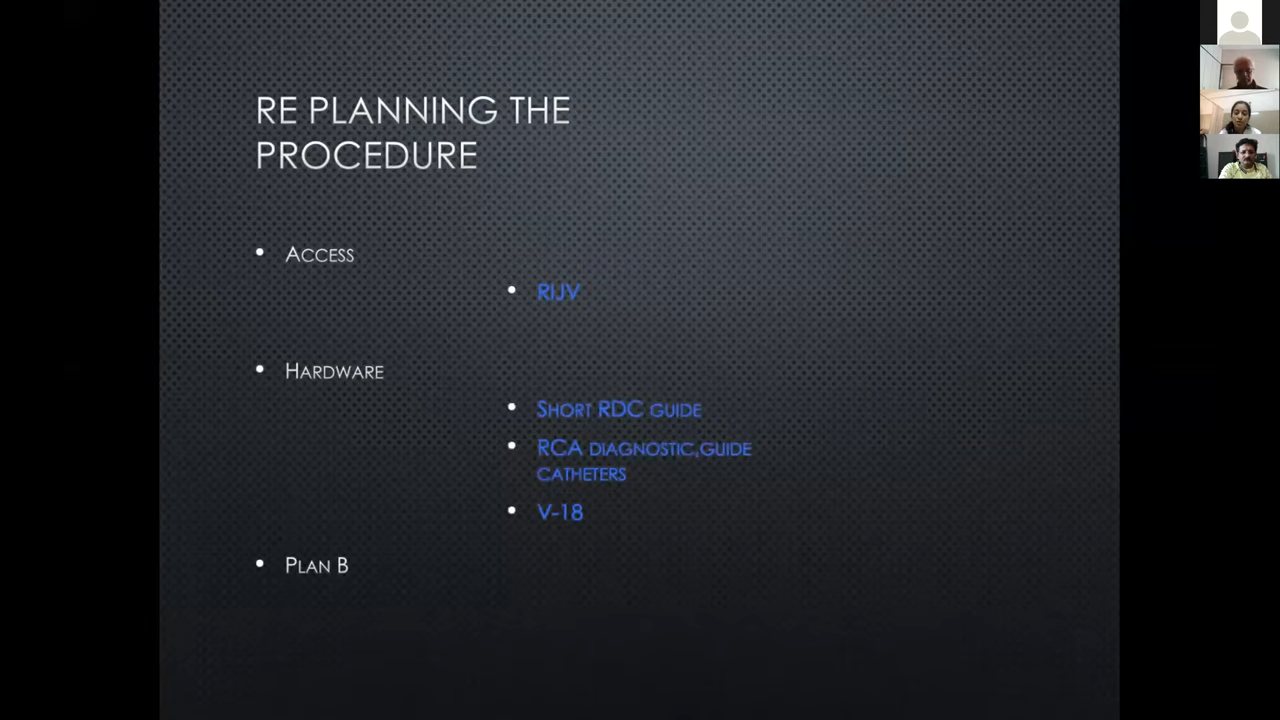 RE PLANNING THE
PROCEDURE
• ACCESS
• RIJV
• HARDWARE
• SHORT RDC GUIDE
• RCA DIAGNOSTIC,GUIDE
CATHETERS
• V-18
• PLAN B